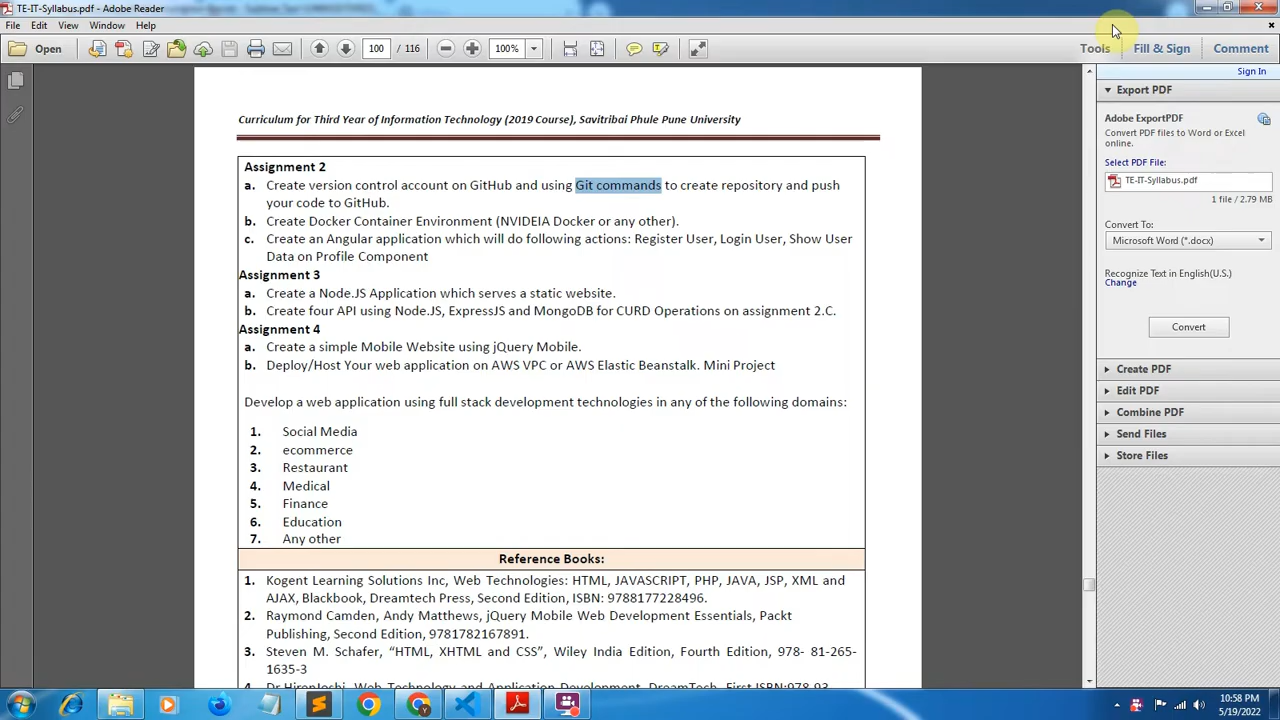 TE-IT-Syllabus.pdf - Adobe Reader
File Edit View Window Help
Open
100 / 116
100%
Tools
Fill & Sign
Comment
Sign In
Export PDF
Adobe ExportPDF
Convert PDF files to Word or Excel
online.
Select PDF File:
TE-IT-Syllabus.pdf
1 file / 2.79 MB
Convert To:
Microsoft Word (*.docx)
Recognize Text in English(U.S.)
Change
Convert
Create PDF
Edit PDF
Combine PDF
Send Files
Store Files
Curriculum for Third Year of Information Technology (2019 Course), Savitribai Phule Pune University
Assignment 2
a. Create version control account on GitHub and using Git commands to create repository and push
your code to GitHub.
b. Create Docker Container Environment (NVIDEIA Docker or any other).
c. Create an Angular application which will do following actions: Register User, Login User, Show User
Data on Profile Component
Assignment 3
a. Create a Node.JS Application which serves a static website.
b. Create four API using Node.JS, ExpressJS and MongoDB for CURD Operations on assignment 2.C.
Assignment 4
a. Create a simple Mobile Website using jQuery Mobile.
b. Deploy/Host Your web application on AWS VPC or AWS Elastic Beanstalk. Mini Project
Develop a web application using full stack development technologies in any of the following domains:
1. Social Media
2. ecommerce
3. Restaurant
4. Medical
5. Finance
6. Education
7. Any other
Reference Books:
1. Kogent Learning Solutions Inc, Web Technologies: HTML, JAVASCRIPT, PHP, JAVA, JSP, XML and
AJAX, Blackbook, Dreamtech Press, Second Edition, ISBN: 9788177228496.
2. Raymond Camden, Andy Matthews, jQuery Mobile Web Development Essentials, Packt
Publishing, Second Edition, 9781782167891.
3. Steven M. Schafer, “HTML, XHTML and CSS”, Wiley India Edition, Fourth Edition, 978- 81-265-
1635-3
4. Dr.HirenJoshi, Web Technology and Application Development, DreamTech, First,ISBN:978-93-
10:58 PM
5/19/2022